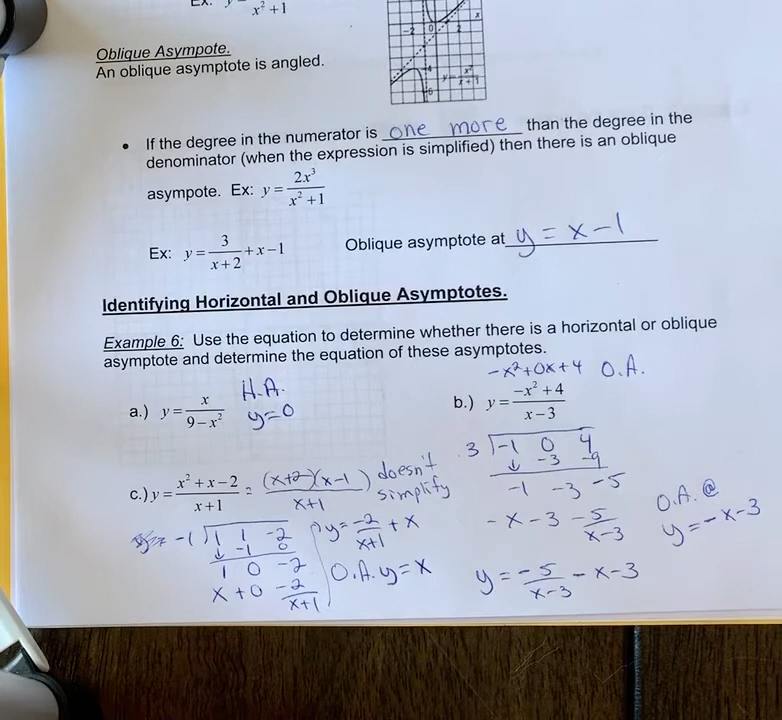 Ex: y
x² + 1
Oblique Asympote.
An oblique asymptote is angled.
• If the degree in the numerator is one more than the degree in the
denominator (when the expression is simplified) then there is an oblique
asympote. Ex: y = 2x³ / x² + 1
Ex: y = 3 / x + 2 + x − 1 Oblique asymptote at y = x − 1
Identifying Horizontal and Oblique Asymptotes.
Example 6: Use the equation to determine whether there is a horizontal or oblique
asymptote and determine the equation of these asymptotes.
a.) y = x / 9 − x² H.A.
y = 0
−x² + 0x + 4 O.A.
b.) y = −x² + 4 / x − 3
3 −1 0 4
↓ −3 −9
−1 −3 −5
−x − 3 − 5 / x − 3
O.A. @
y = −x − 3
y = −5 / x − 3 − x − 3
c.) y = x² + x − 2 / x + 1 = (x+2)(x−1) / x+1 doesn't
simplify
−1 1 1 −2
↓ −1 0
1 0 −2
x + 0 −2 / x+1
y = −2 / x+1 + x
O.A. y = x